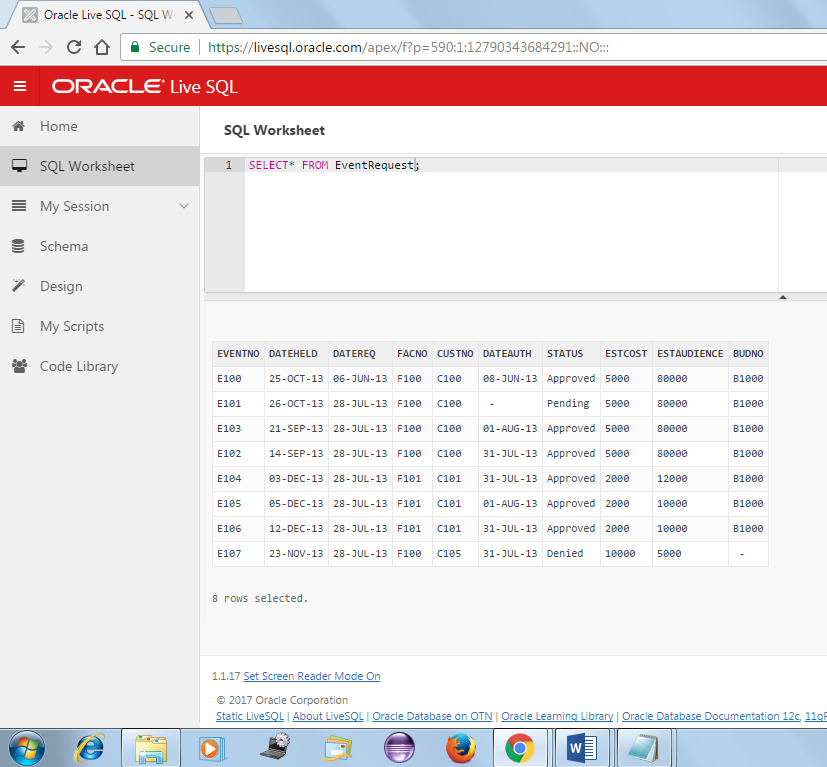 Oracle Live SQL - SQL Wo
Secure https://livesql.oracle.com/apex/f?p=590:1:12790343684291::NO:::
ORACLE® Live SQL
Home
SQL Worksheet
My Session
Schema
Design
My Scripts
Code Library
SQL Worksheet
1 SELECT* FROM EventRequest;
EVENTNO DATEHELD DATEREQ FACNO CUSTNO DATEAUTH STATUS ESTCOST ESTAUDIENCE BUDNO
E100 25-OCT-13 06-JUN-13 F100 C100 08-JUN-13 Approved 5000 80000 B1000
E101 26-OCT-13 28-JUL-13 F100 C100 - Pending 5000 80000 B1000
E103 21-SEP-13 28-JUL-13 F100 C100 01-AUG-13 Approved 5000 80000 B1000
E102 14-SEP-13 28-JUL-13 F100 C100 31-JUL-13 Approved 5000 80000 B1000
E104 03-DEC-13 28-JUL-13 F101 C101 31-JUL-13 Approved 2000 12000 B1000
E105 05-DEC-13 28-JUL-13 F101 C101 01-AUG-13 Approved 2000 10000 B1000
E106 12-DEC-13 28-JUL-13 F101 C101 31-JUL-13 Approved 2000 10000 B1000
E107 23-NOV-13 28-JUL-13 F100 C105 31-JUL-13 Denied 10000 5000 -
8 rows selected.
1.1.17 Set Screen Reader Mode On
© 2017 Oracle Corporation
Static LiveSQL | About LiveSQL | Oracle Database on OTN | Oracle Learning Library | Oracle Database Documentation 12c, 11gR